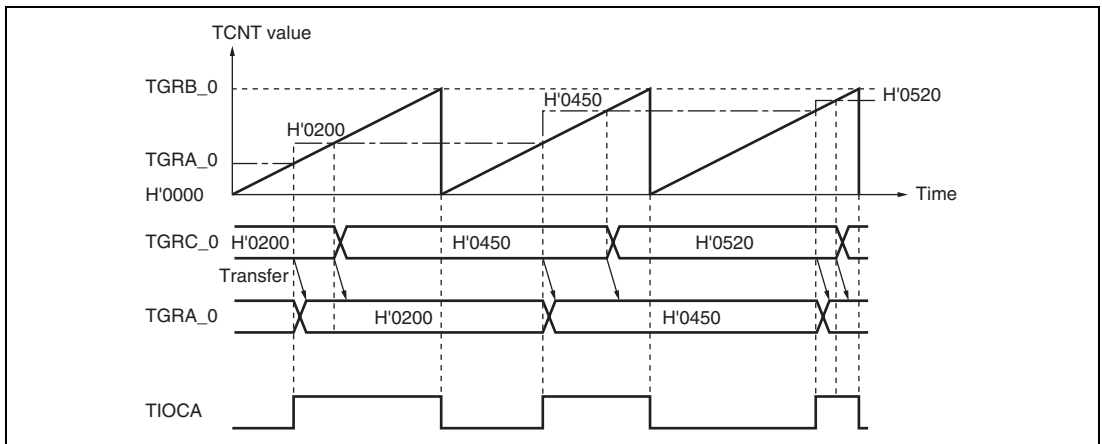 TCNT value
TGRB_0
H'0450
H'0520
H'0200
TGRA_0
H'0000
Time
TGRC_0 H'0200 H'0450 H'0520
Transfer
TGRA_0 H'0200 H'0450
TIOCA